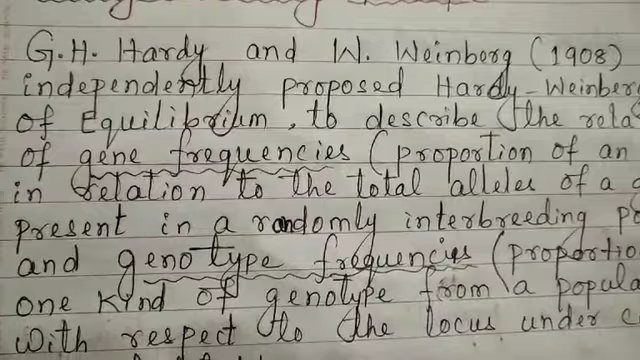 G.H. Hardy and W. Weinberg (1908)
independently proposed Hardy-Weinber
of Equilibrium, to describe the rela
of gene frequencies (proportion of an
in relation to the total alleles of a
present in a randomly interbreeding po
and genotype frequencies (proportio
one kind of genotype from a popula
with respect to the locus under